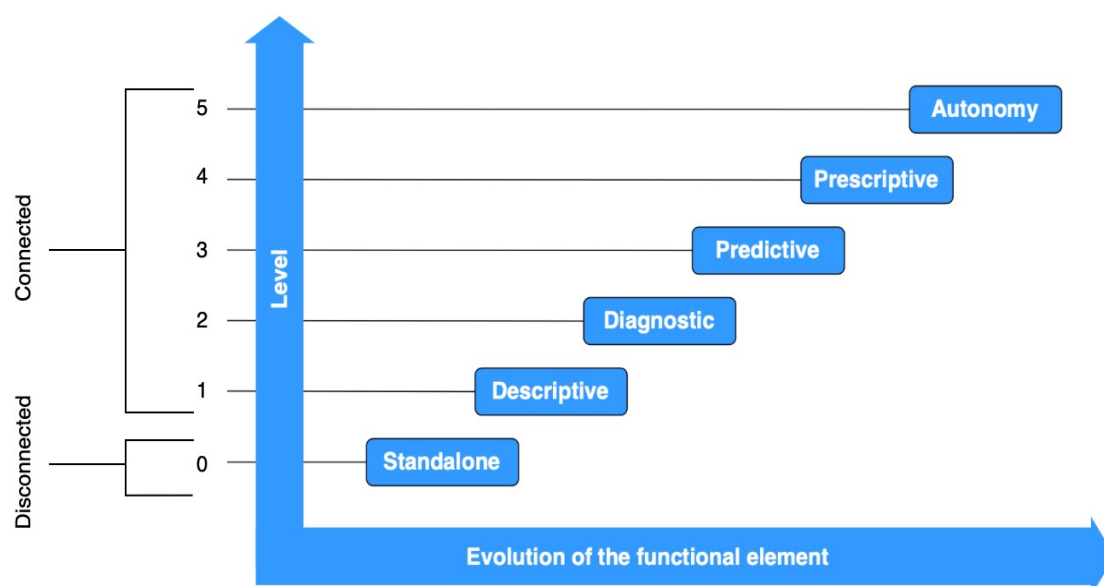 5
Autonomy
4
Prescriptive
Connected
3
Predictive
Level
2
Diagnostic
1
Descriptive
Disconnected
0
Standalone
Evolution of the functional element